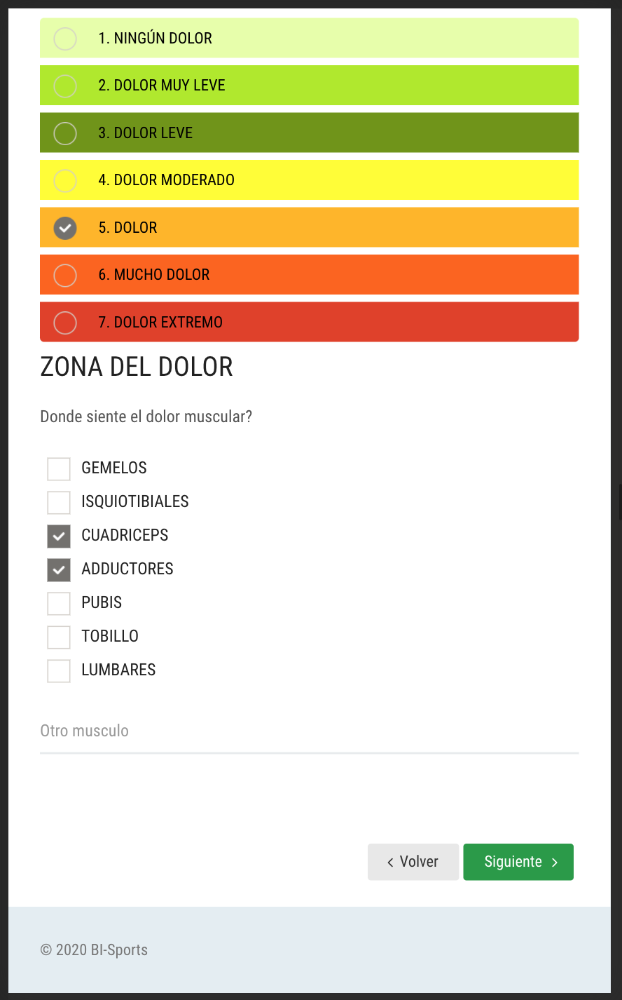 1. NINGÚN DOLOR
2. DOLOR MUY LEVE
3. DOLOR LEVE
4. DOLOR MODERADO
5. DOLOR
6. MUCHO DOLOR
7. DOLOR EXTREMO
ZONA DEL DOLOR
Donde siente el dolor muscular?
GEMELOS
ISQUIOTIBIALES
CUADRICEPS
ADDUCTORES
PUBIS
TOBILLO
LUMBARES
Otro musculo
Volver
Siguiente
© 2020 BI-Sports